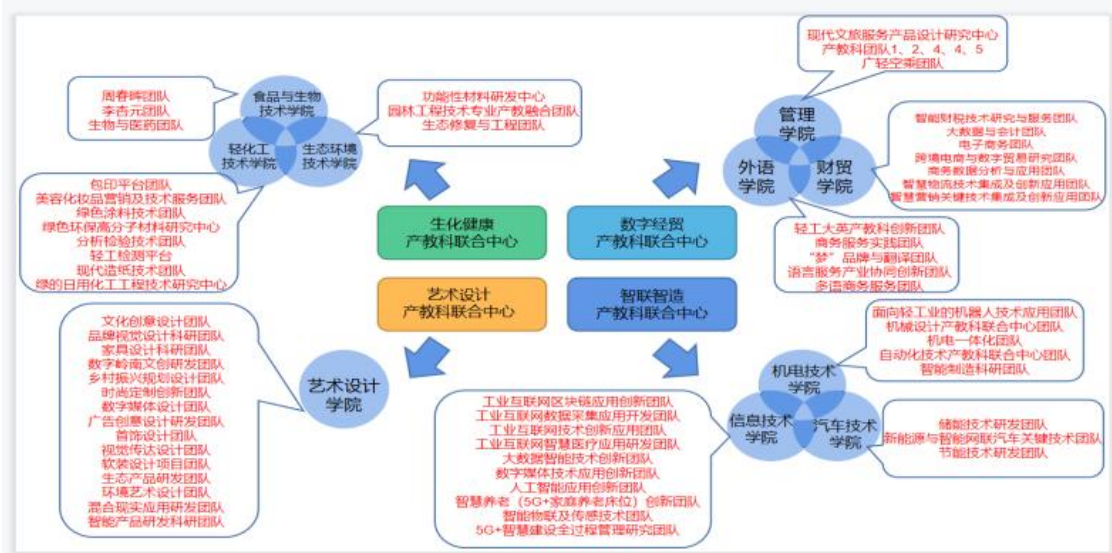 周春晖团队
李杏元团队
生物与医药团队
食品与生物
技术学院
轻化工
技术学院
生态环境
技术学院
功能性材料研发中心
园林工程技术专业产教融合团队
生态修复与工程团队
包印平台团队
美容化妆品营销及技术服务团队
绿色涂料技术团队
绿色环保高分子材料研究中心
分析检验技术团队
轻工检测平台
现代造纸技术团队
绿的日用化工工程技术研究中心
现代文旅服务产品设计研究中心
产教科团队1、2、4、4、5
广轻空乘团队
管理
学院
外语
学院
财贸
学院
智能财税技术研究与服务团队
大数据与会计团队
电子商务团队
跨境电商与数字贸易研究团队
商务数据分析与应用团队
智慧物流技术集成及创新应用团队
智慧营销关键技术集成及创新应用团队
轻工大英产教科创新团队
商务服务实践团队
“梦”品牌与翻译团队
语言服务产业协同创新团队
多语商务服务团队
生化健康
产教科联合中心
数字经贸
产教科联合中心
艺术设计
产教科联合中心
智联智造
产教科联合中心
文化创意设计团队
品牌视觉设计科研团队
家具设计科研团队
数字岭南文创研发团队
乡村振兴规划设计团队
时尚定制创新团队
数字媒体设计团队
广告创意设计研发团队
首饰设计团队
视觉传达设计团队
软装设计项目团队
生态产品研发团队
环境艺术设计团队
混合现实应用研发团队
智能产品研发科研团队
艺术设计
学院
工业互联网区块链应用创新团队
工业互联网数据采集应用开发团队
工业互联网技术创新应用团队
工业互联网智慧医疗应用研发团队
大数据智能技术创新团队
数字媒体技术应用创新团队
人工智能应用创新团队
智慧养老（5G+家庭养老床位）创新团队
智能物联及传感技术团队
5G+智慧建设全过程管理研究团队
机电技术
学院
信息技术
学院
汽车技术
学院
面向轻工业的机器人技术应用团队
机械设计产教科联合中心团队
机电一体化团队
自动化技术产教科联合中心团队
智能制造科研团队
储能技术研发团队
新能源与智能网联汽车关键技术团队
节能技术研发团队